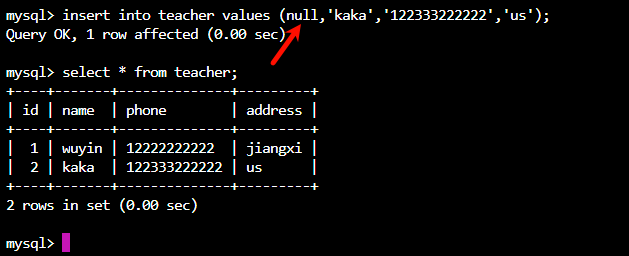 mysql> insert into teacher values (null,'kaka','122333222222','us');
Query OK, 1 row affected (0.00 sec)
mysql> select * from teacher;
+----+-------+--------------+---------+
| id | name  | phone        | address |
+----+-------+--------------+---------+
|  1 | wuyin | 12222222222  | jiangxi |
|  2 | kaka  | 122333222222 | us      |
+----+-------+--------------+---------+
2 rows in set (0.00 sec)
mysql>